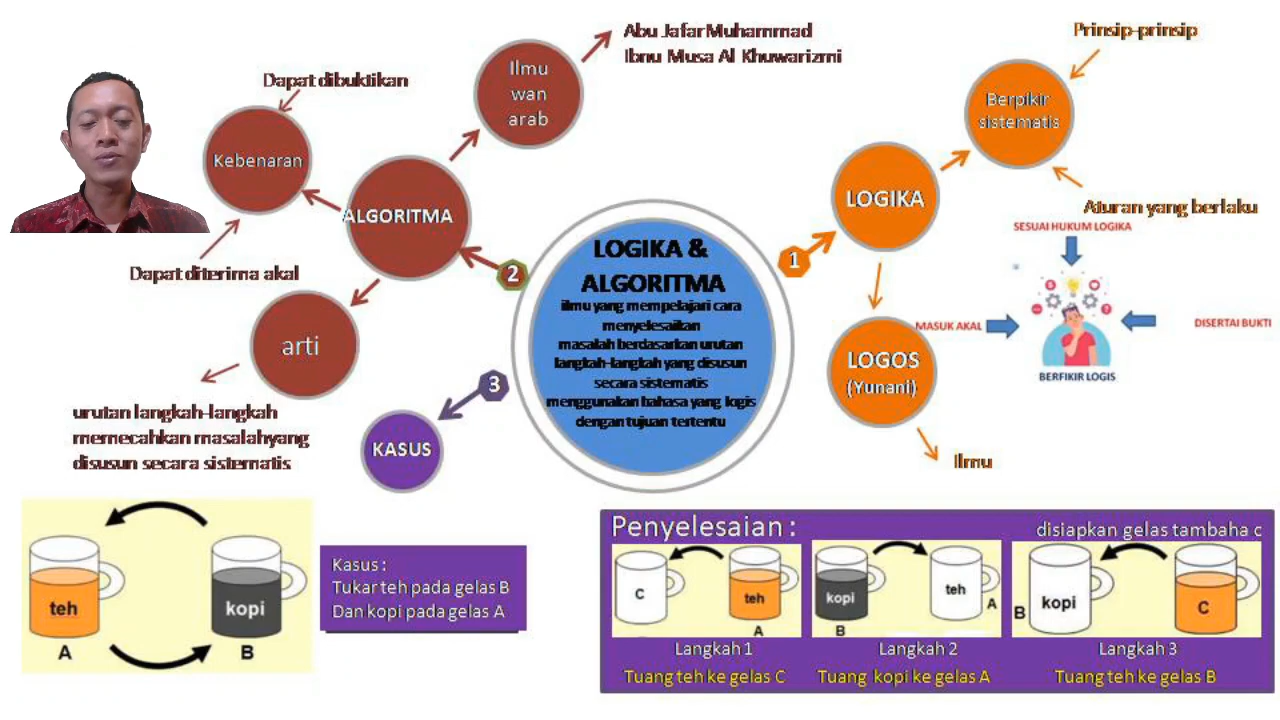 Abu Jafar Muhammad
Ibnu Musa Al Khuwarizmi
Ilmu
wan
arab
Dapat dibuktikan
Kebenaran
ALGORITMA
Dapat diterima akal
arti
urutan langkah-langkah
memecahkan masalahyang
disusun secara sistematis
2
LOGIKA &
ALGORITMA
ilmu yang mempelajari cara
menyelesaikan
masalah berdasarkan urutan
langkah-langkah yang disusun
secara sistematis
menggunakan bahasa yang logis
dengan tujuan tertentu
1
LOGIKA
Prinsip-prinsip
Berpikir
sistematis
Aturan yang berlaku
SESUAI HUKUM LOGIKA
MASUK AKAL
DISERTAI BUKTI
BERFIKIR LOGIS
LOGOS
(Yunani)
Ilmu
3
KASUS
teh
kopi
A
B
Kasus :
Tukar teh pada gelas B
Dan kopi pada gelas A
Penyelesaian :
disiapkan gelas tambaha c
C
teh
A
Langkah 1
Tuang teh ke gelas C
kopi
teh
A
B
Langkah 2
Tuang kopi ke gelas A
B
kopi
C
Langkah 3
Tuang teh ke gelas B